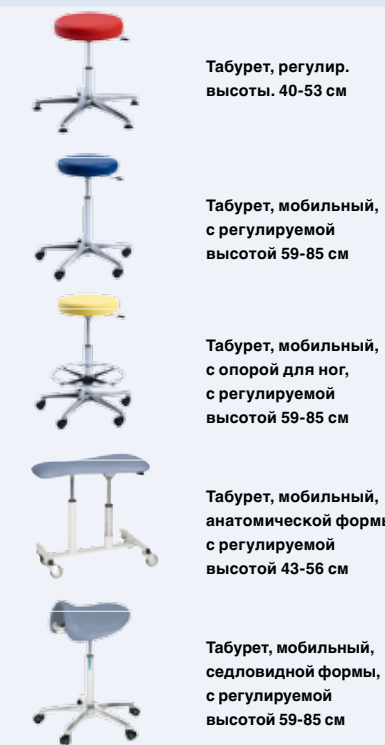 Табурет, регулир.
высоты. 40-53 см
Табурет, мобильный,
с регулируемой
высотой 59-85 см
Табурет, мобильный,
с опорой для ног,
с регулируемой
высотой 59-85 см
Табурет, мобильный,
анатомической формы
с регулируемой
высотой 43-56 см
Табурет, мобильный,
седловидной формы,
с регулируемой
высотой 59-85 см